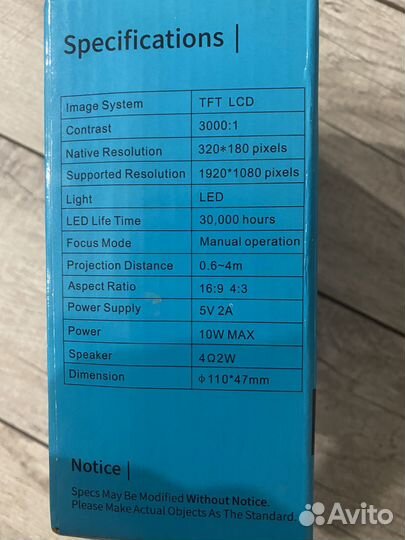 Specifications |
Image System TFT LCD
Contrast 3000:1
Native Resolution 320*180 pixels
Supported Resolution 1920*1080 pixels
Light LED
LED Life Time 30,000 hours
Focus Mode Manual operation
Projection Distance 0.6~4m
Aspect Ratio 16:9 4:3
Power Supply 5V 2A
Power 10W MAX
Speaker 4Ω2W
Dimension ϕ110*47mm
Notice |
Specs May Be Modified Without Notice.
Please Make Actual Objects As The Standard.
Avito